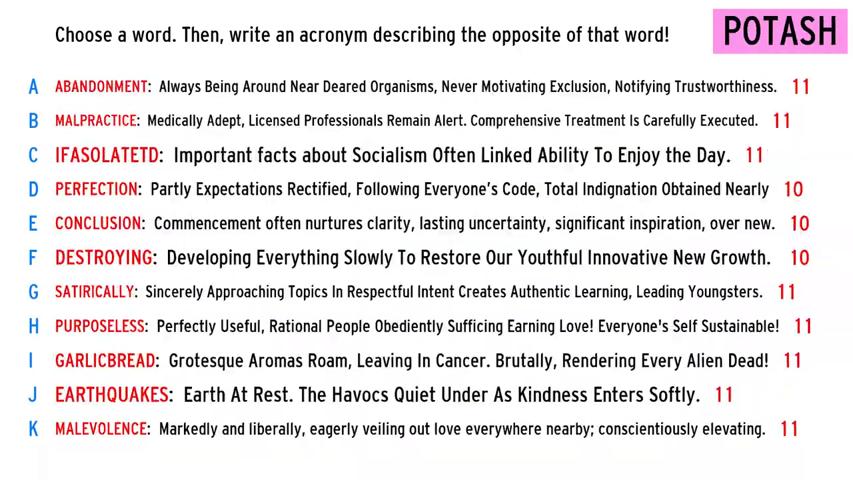 Choose a word. Then, write an acronym describing the opposite of that word!
POTASH
A ABANDONMENT: Always Being Around Near Deared Organisms, Never Motivating Exclusion, Notifying Trustworthiness. 11
B MALPRACTICE: Medically Adept, Licensed Professionals Remain Alert. Comprehensive Treatment Is Carefully Executed. 11
C IFASOLATETD: Important facts about Socialism Often Linked Ability To Enjoy the Day. 11
D PERFECTION: Partly Expectations Rectified, Following Everyone's Code, Total Indignation Obtained Nearly 10
E CONCLUSION: Commencement often nurtures clarity, lasting uncertainty, significant inspiration, over new. 10
F DESTROYING: Developing Everything Slowly To Restore Our Youthful Innovative New Growth. 10
G SATIRICALLY: Sincerely Approaching Topics In Respectful Intent Creates Authentic Learning, Leading Youngsters. 11
H PURPOSELESS: Perfectly Useful, Rational People Obediently Sufficing Earning Love! Everyone's Self Sustainable! 11
I GARLICBREAD: Grotesque Aromas Roam, Leaving In Cancer. Brutally, Rendering Every Alien Dead! 11
J EARTHQUAKES: Earth At Rest. The Havocs Quiet Under As Kindness Enters Softly. 11
K MALEVOLENCE: Markedly and liberally, eagerly veiling out love everywhere nearby; conscientiously elevating. 11